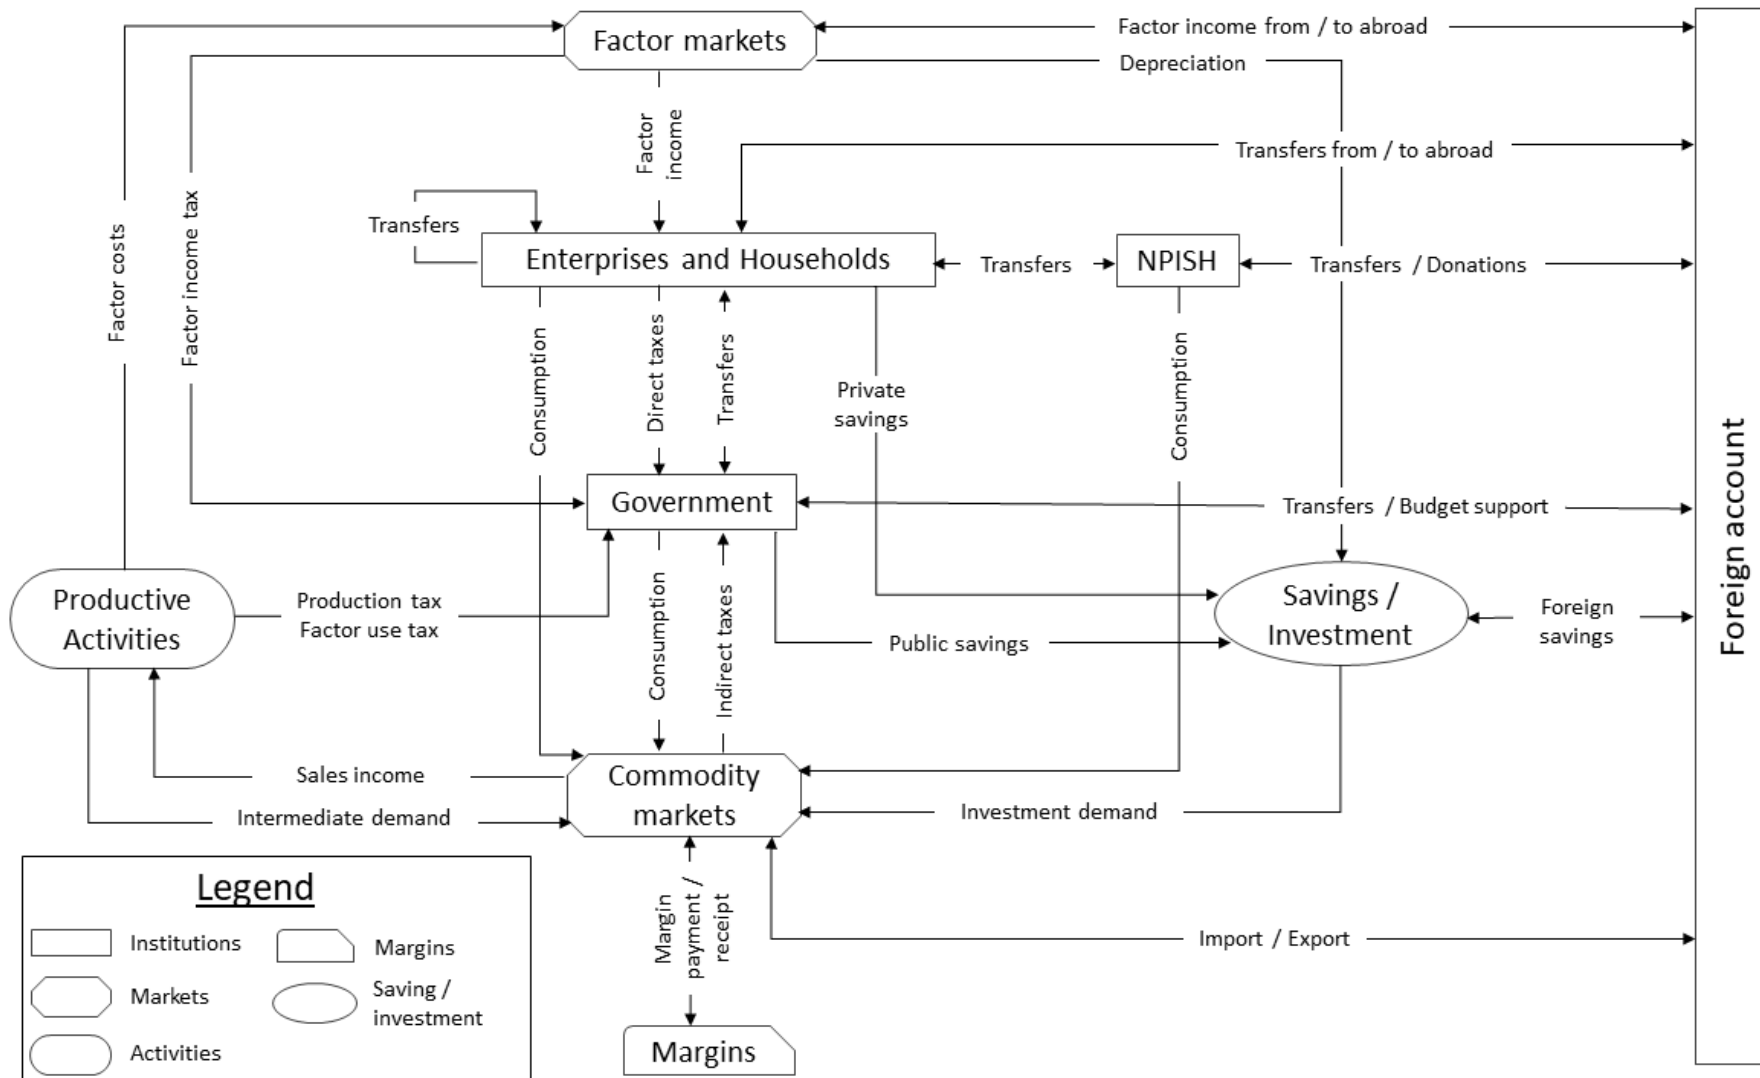 Factor markets
Factor income from / to abroad
Depreciation
Factor
income
Transfers from / to abroad
Transfers
Factor costs
Factor income tax
Enterprises and Households
Transfers
NPISH
Transfers / Donations
Consumption
Direct taxes
Transfers
Private
savings
Consumption
Foreign account
Government
Transfers / Budget support
Productive
Activities
Production tax
Factor use tax
Consumption
Indirect taxes
Public savings
Savings /
Investment
Foreign
savings
Sales income
Intermediate demand
Commodity
markets
Investment demand
Margin
payment /
receipt
Import / Export
Margins
Legend
Institutions
Margins
Markets
Saving /
investment
Activities